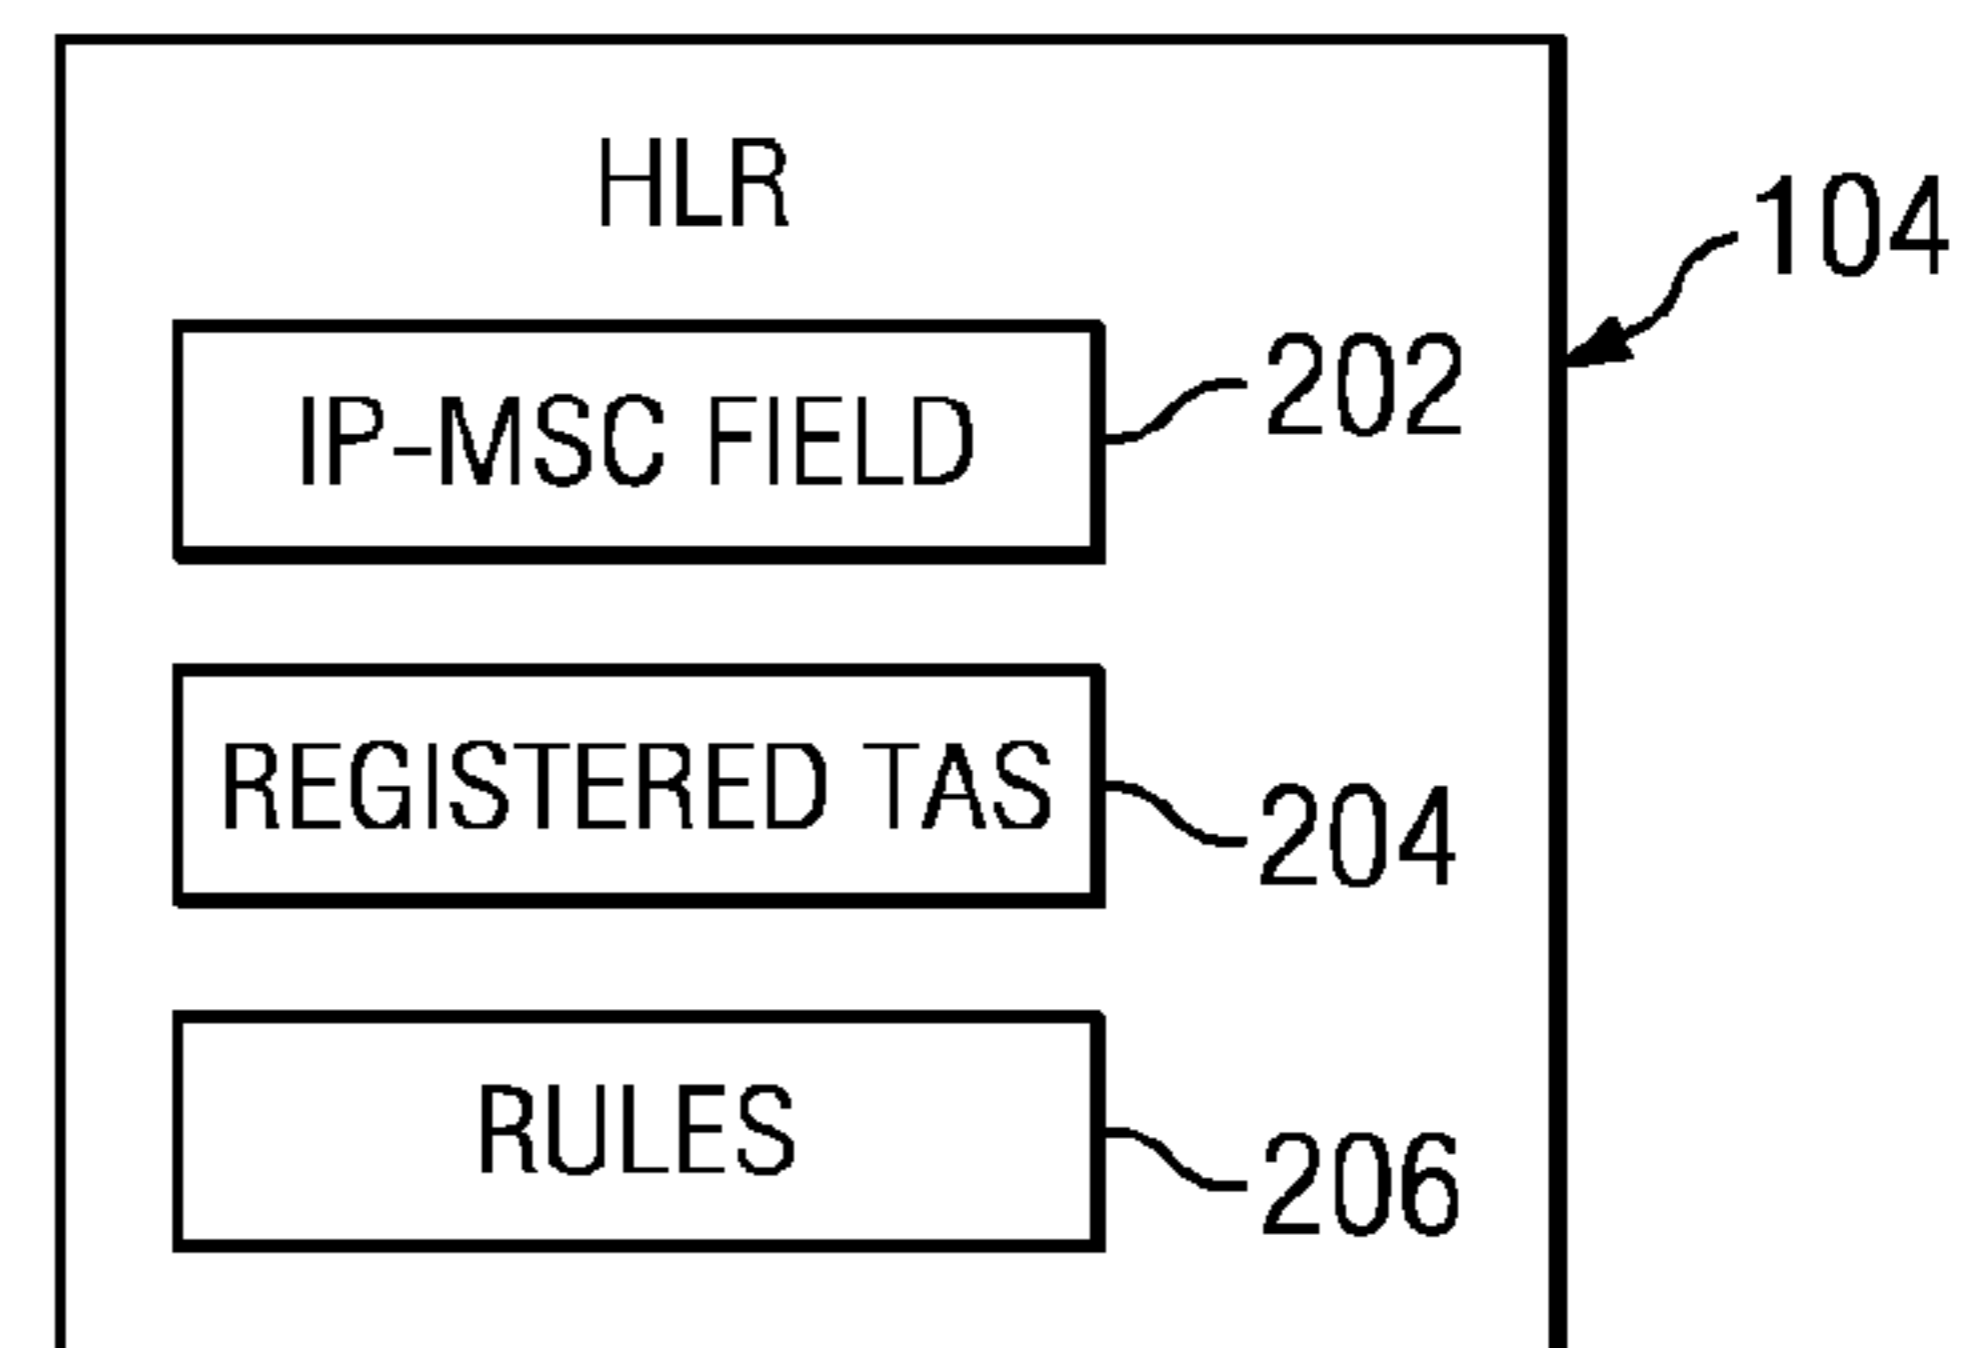 HLR
104
IP-MSC FIELD
202
REGISTERED TAS
204
RULES
206